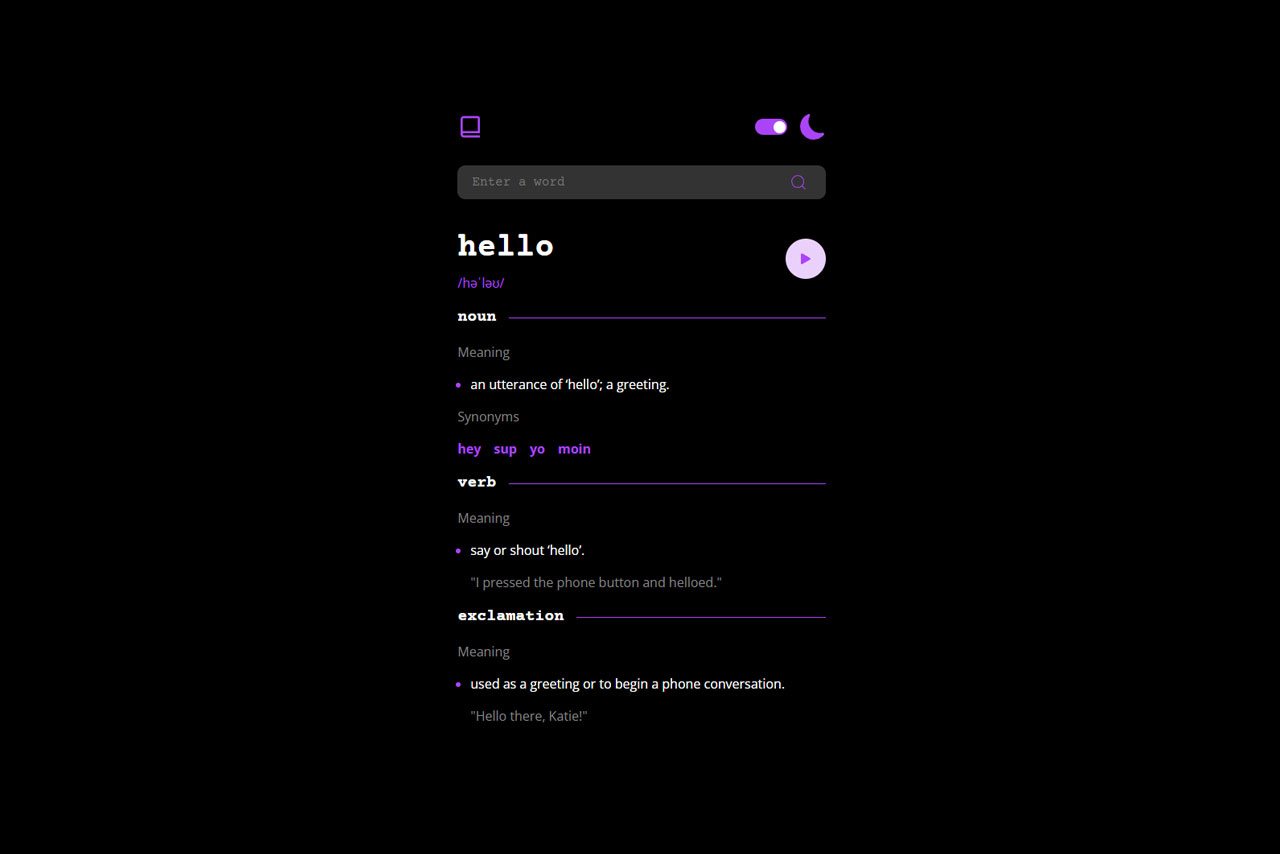 Enter a word
hello
/həˈləʊ/
noun
Meaning
an utterance of ‘hello’; a greeting.
Synonyms
hey sup yo moin
verb
Meaning
say or shout ‘hello’.
"I pressed the phone button and helloed."
exclamation
Meaning
used as a greeting or to begin a phone conversation.
"Hello there, Katie!"